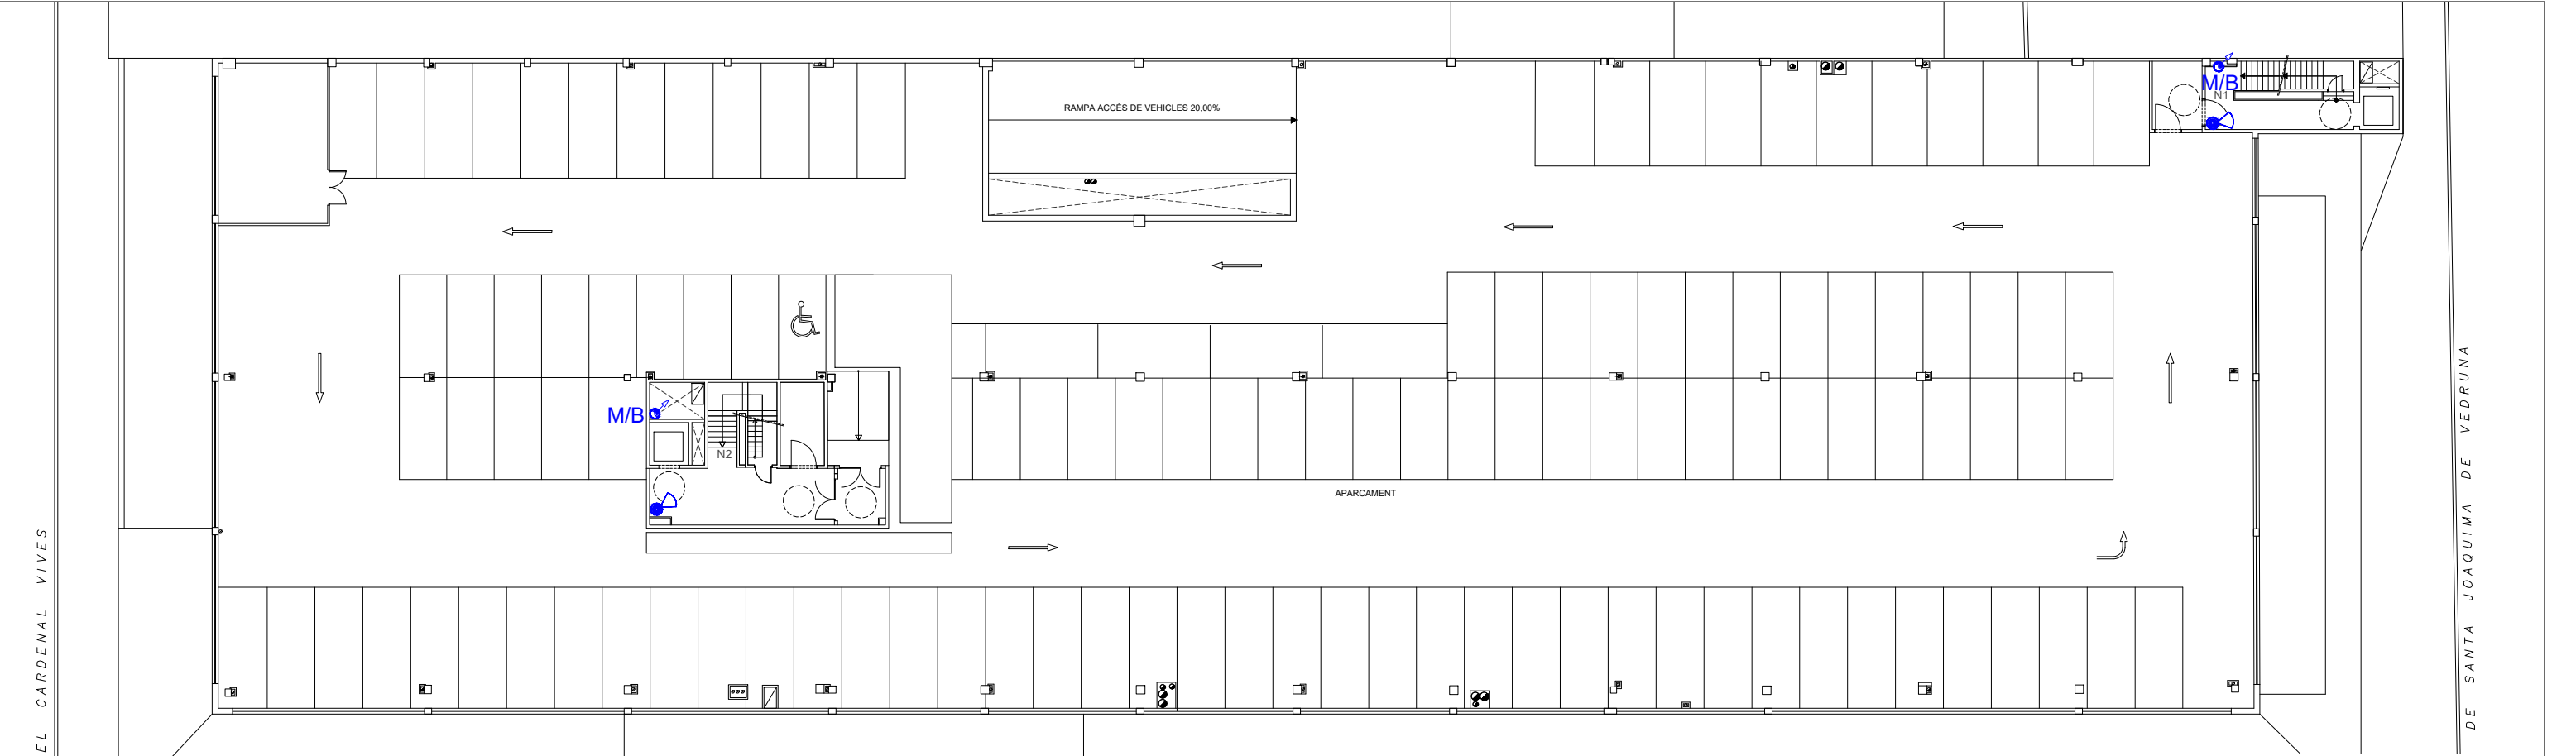 RAMPA ACCÉS DE VEHICLES 20,00%
M/B
N1
M/B
N2
APARCAMENT
EL CARDENAL VIVES
DE SANTA JOAQUIMA DE VEDRUNA